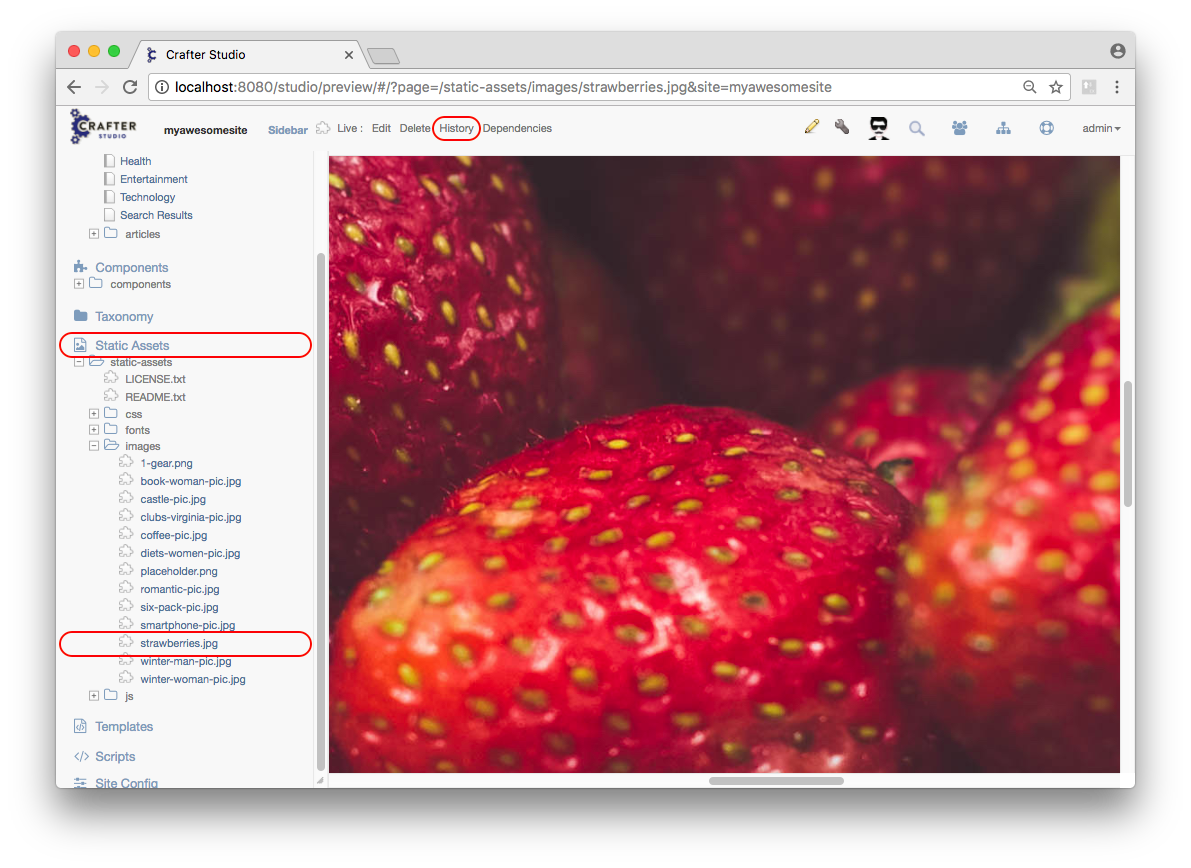 Crafter Studio
localhost:8080/studio/preview/#/?page=/static-assets/images/strawberries.jpg&site=myawesomesite
CRAFTER STUDIO myawesomesite Sidebar Live : Edit Delete History Dependencies admin
Health
Entertainment
Technology
Search Results
articles
Components
components
Taxonomy
Static Assets
static-assets
LICENSE.txt
README.txt
css
fonts
images
1-gear.png
book-woman-pic.jpg
castle-pic.jpg
clubs-virginia-pic.jpg
coffee-pic.jpg
diets-women-pic.jpg
placeholder.png
romantic-pic.jpg
six-pack-pic.jpg
smartphone-pic.jpg
strawberries.jpg
winter-man-pic.jpg
winter-woman-pic.jpg
js
Templates
Scripts
Site Config